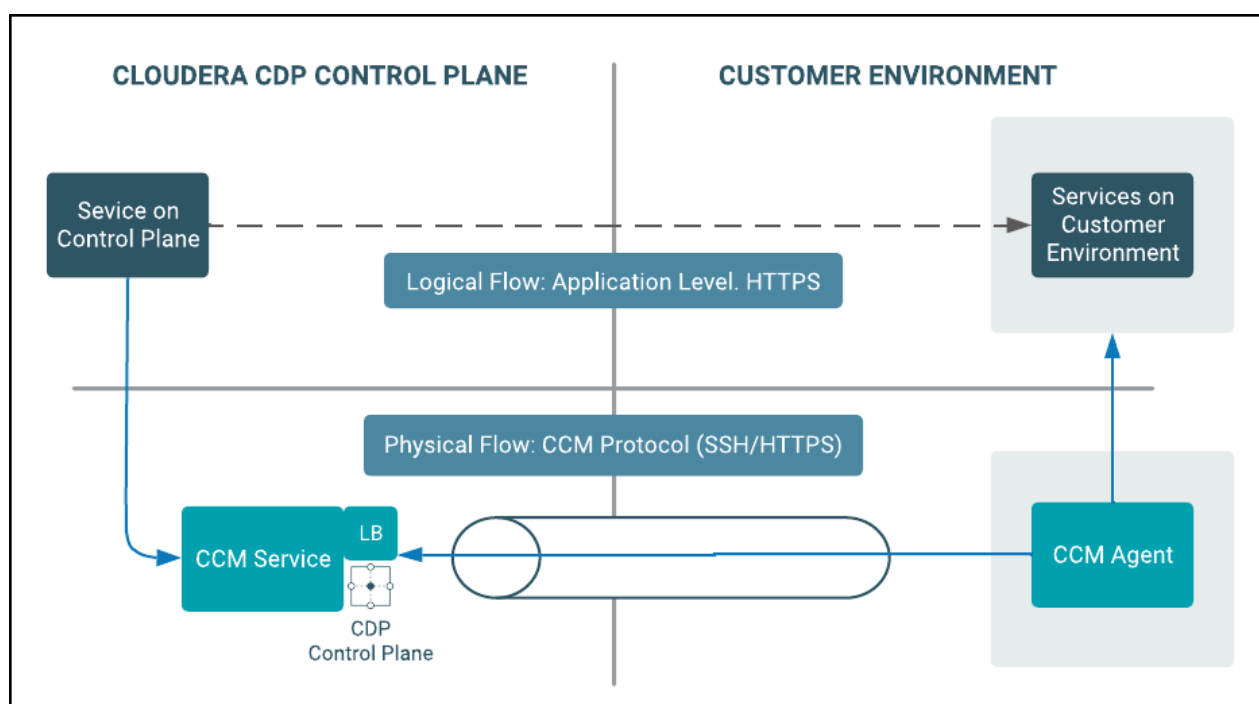 CLOUDERA CDP CONTROL PLANE
CUSTOMER ENVIRONMENT
Sevice on
Control Plane
Services on
Customer
Environment
Logical Flow: Application Level. HTTPS
Physical Flow: CCM Protocol (SSH/HTTPS)
CCM Service
LB
CDP
Control Plane
CCM Agent